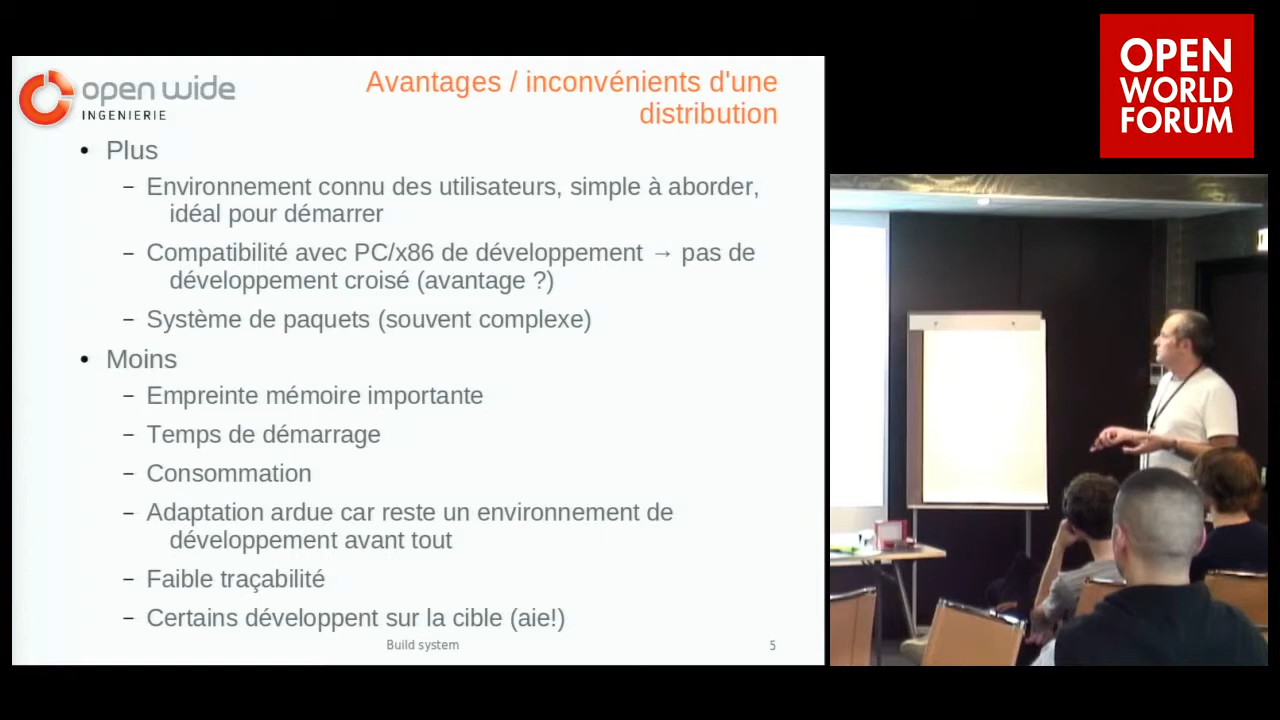 open wide
INGENIERIE
Avantages / inconvénients d'une
distribution
• Plus
– Environnement connu des utilisateurs, simple à aborder,
idéal pour démarrer
– Compatibilité avec PC/x86 de développement → pas de
développement croisé (avantage ?)
– Système de paquets (souvent complexe)
• Moins
– Empreinte mémoire importante
– Temps de démarrage
– Consommation
– Adaptation ardue car reste un environnement de
développement avant tout
– Faible traçabilité
– Certains développent sur la cible (aie!)
Build system
5
OPEN
WORLD
FORUM